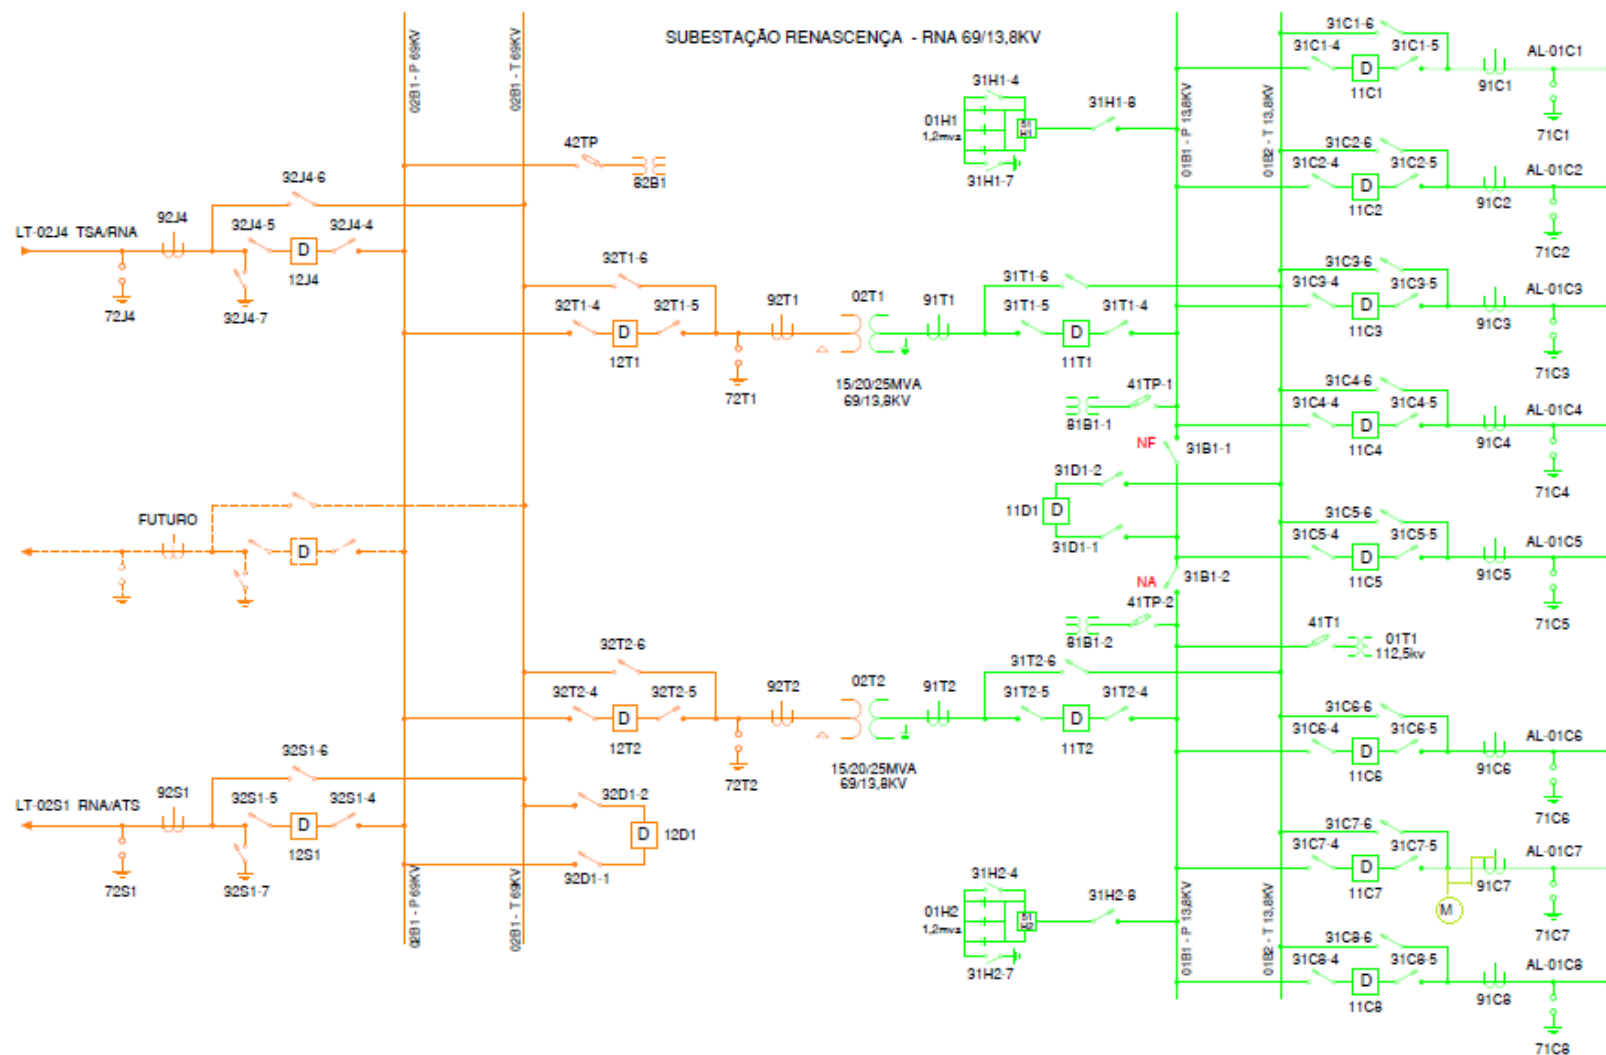 SUBESTAÇÃO RENASCENÇA - RNA 69/13,8KV
02B1 - P 69KV
02B1 - T 69KV
42TP
82B1
32J4-6
92J4
32J4-5
32J4-4
LT-02J4 TSA/RNA
D
12J4
72J4
32J4-7
32T1-6
32T1-4
32T1-5
D
12T1
92T1
72T1
02T1
15/20/25MVA
69/13,8KV
91T1
31T1-6
31T1-5
31T1-4
D
11T1
FUTURO
D
32T2-6
32T2-4
32T2-5
D
12T2
92T2
72T2
02T2
15/20/25MVA
69/13,8KV
91T2
31T2-6
31T2-5
31T2-4
D
11T2
32S1-6
92S1
32S1-5
32S1-4
LT-02S1 RNA/ATS
D
12S1
72S1
32S1-7
32D1-2
D
12D1
32D1-1
02B1 - P 69KV
02B1 - T 69KV
31H1-4
01H1
1,2mva
H1
31H1-7
31H1-8
01B1 - P 13,8KV
01B2 - T 13,8KV
41TP-1
81B1-1
NF
31B1-1
31D1-2
11D1
D
31D1-1
NA
31B1-2
41TP-2
81B1-2
41T1
01T1
112,5kv
31H2-4
01H2
1,2mva
H2
31H2-7
31H2-8
01B1 - P 13,8KV
01B2 - T 13,8KV
31C1-6
31C1-4
31C1-5
D
11C1
91C1
AL-01C1
71C1
31C2-6
31C2-4
31C2-5
D
11C2
91C2
AL-01C2
71C2
31C3-6
31C3-4
31C3-5
D
11C3
91C3
AL-01C3
71C3
31C4-6
31C4-4
31C4-5
D
11C4
91C4
AL-01C4
71C4
31C5-6
31C5-4
31C5-5
D
11C5
91C5
AL-01C5
71C5
31C6-6
31C6-4
31C6-5
D
11C6
91C6
AL-01C6
71C6
31C7-6
31C7-4
31C7-5
D
11C7
91C7
AL-01C7
M
71C7
31C8-6
31C8-4
31C8-5
D
11C8
91C8
AL-01C8
71C8